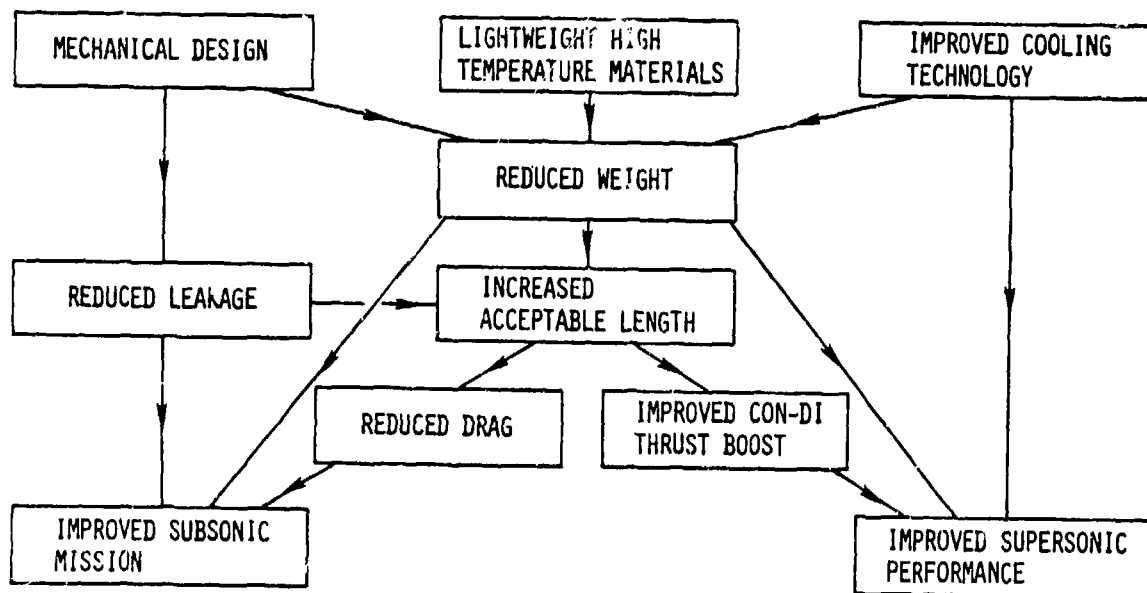 MECHANICAL DESIGN
LIGHTWEIGHT HIGH
TEMPERATURE MATERIALS
IMPROVED COOLING
TECHNOLOGY
REDUCED WEIGHT
REDUCED LEAKAGE
INCREASED
ACCEPTABLE LENGTH
REDUCED DRAG
IMPROVED CON-DI
THRUST BOOST
IMPROVED SUBSONIC
MISSION
IMPROVED SUPERSONIC
PERFORMANCE